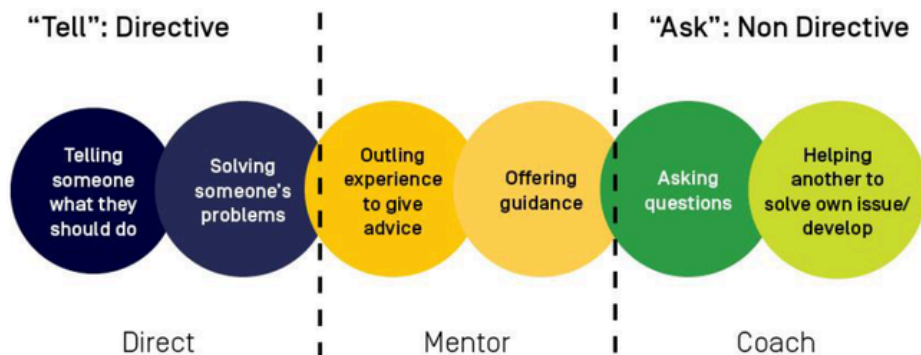 “Tell”: Directive
“Ask”: Non Directive
Telling
someone
what they
should do
Solving
someone's
problems
Outling
experience
to give
advice
Offering
guidance
Asking
questions
Helping
another to
solve own issue/
develop
Direct
Mentor
Coach